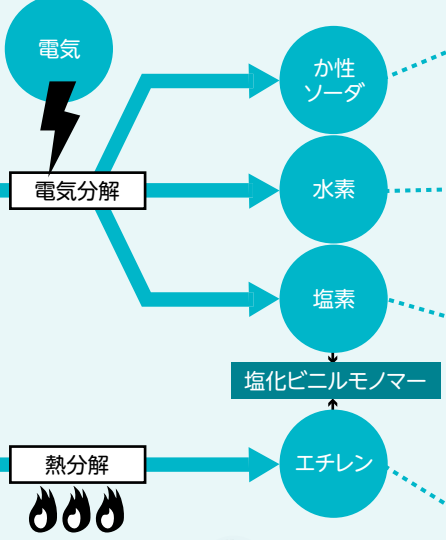 電気
か性
ソーダ
電気分解
水素
塩素
塩化ビニルモノマー
熱分解
エチレン